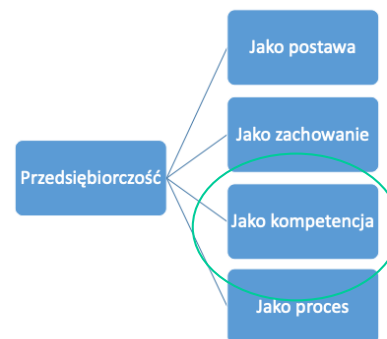 Jako postawa
Jako zachowanie
Przedsiębiorczość
Jako kompetencja
Jako proces